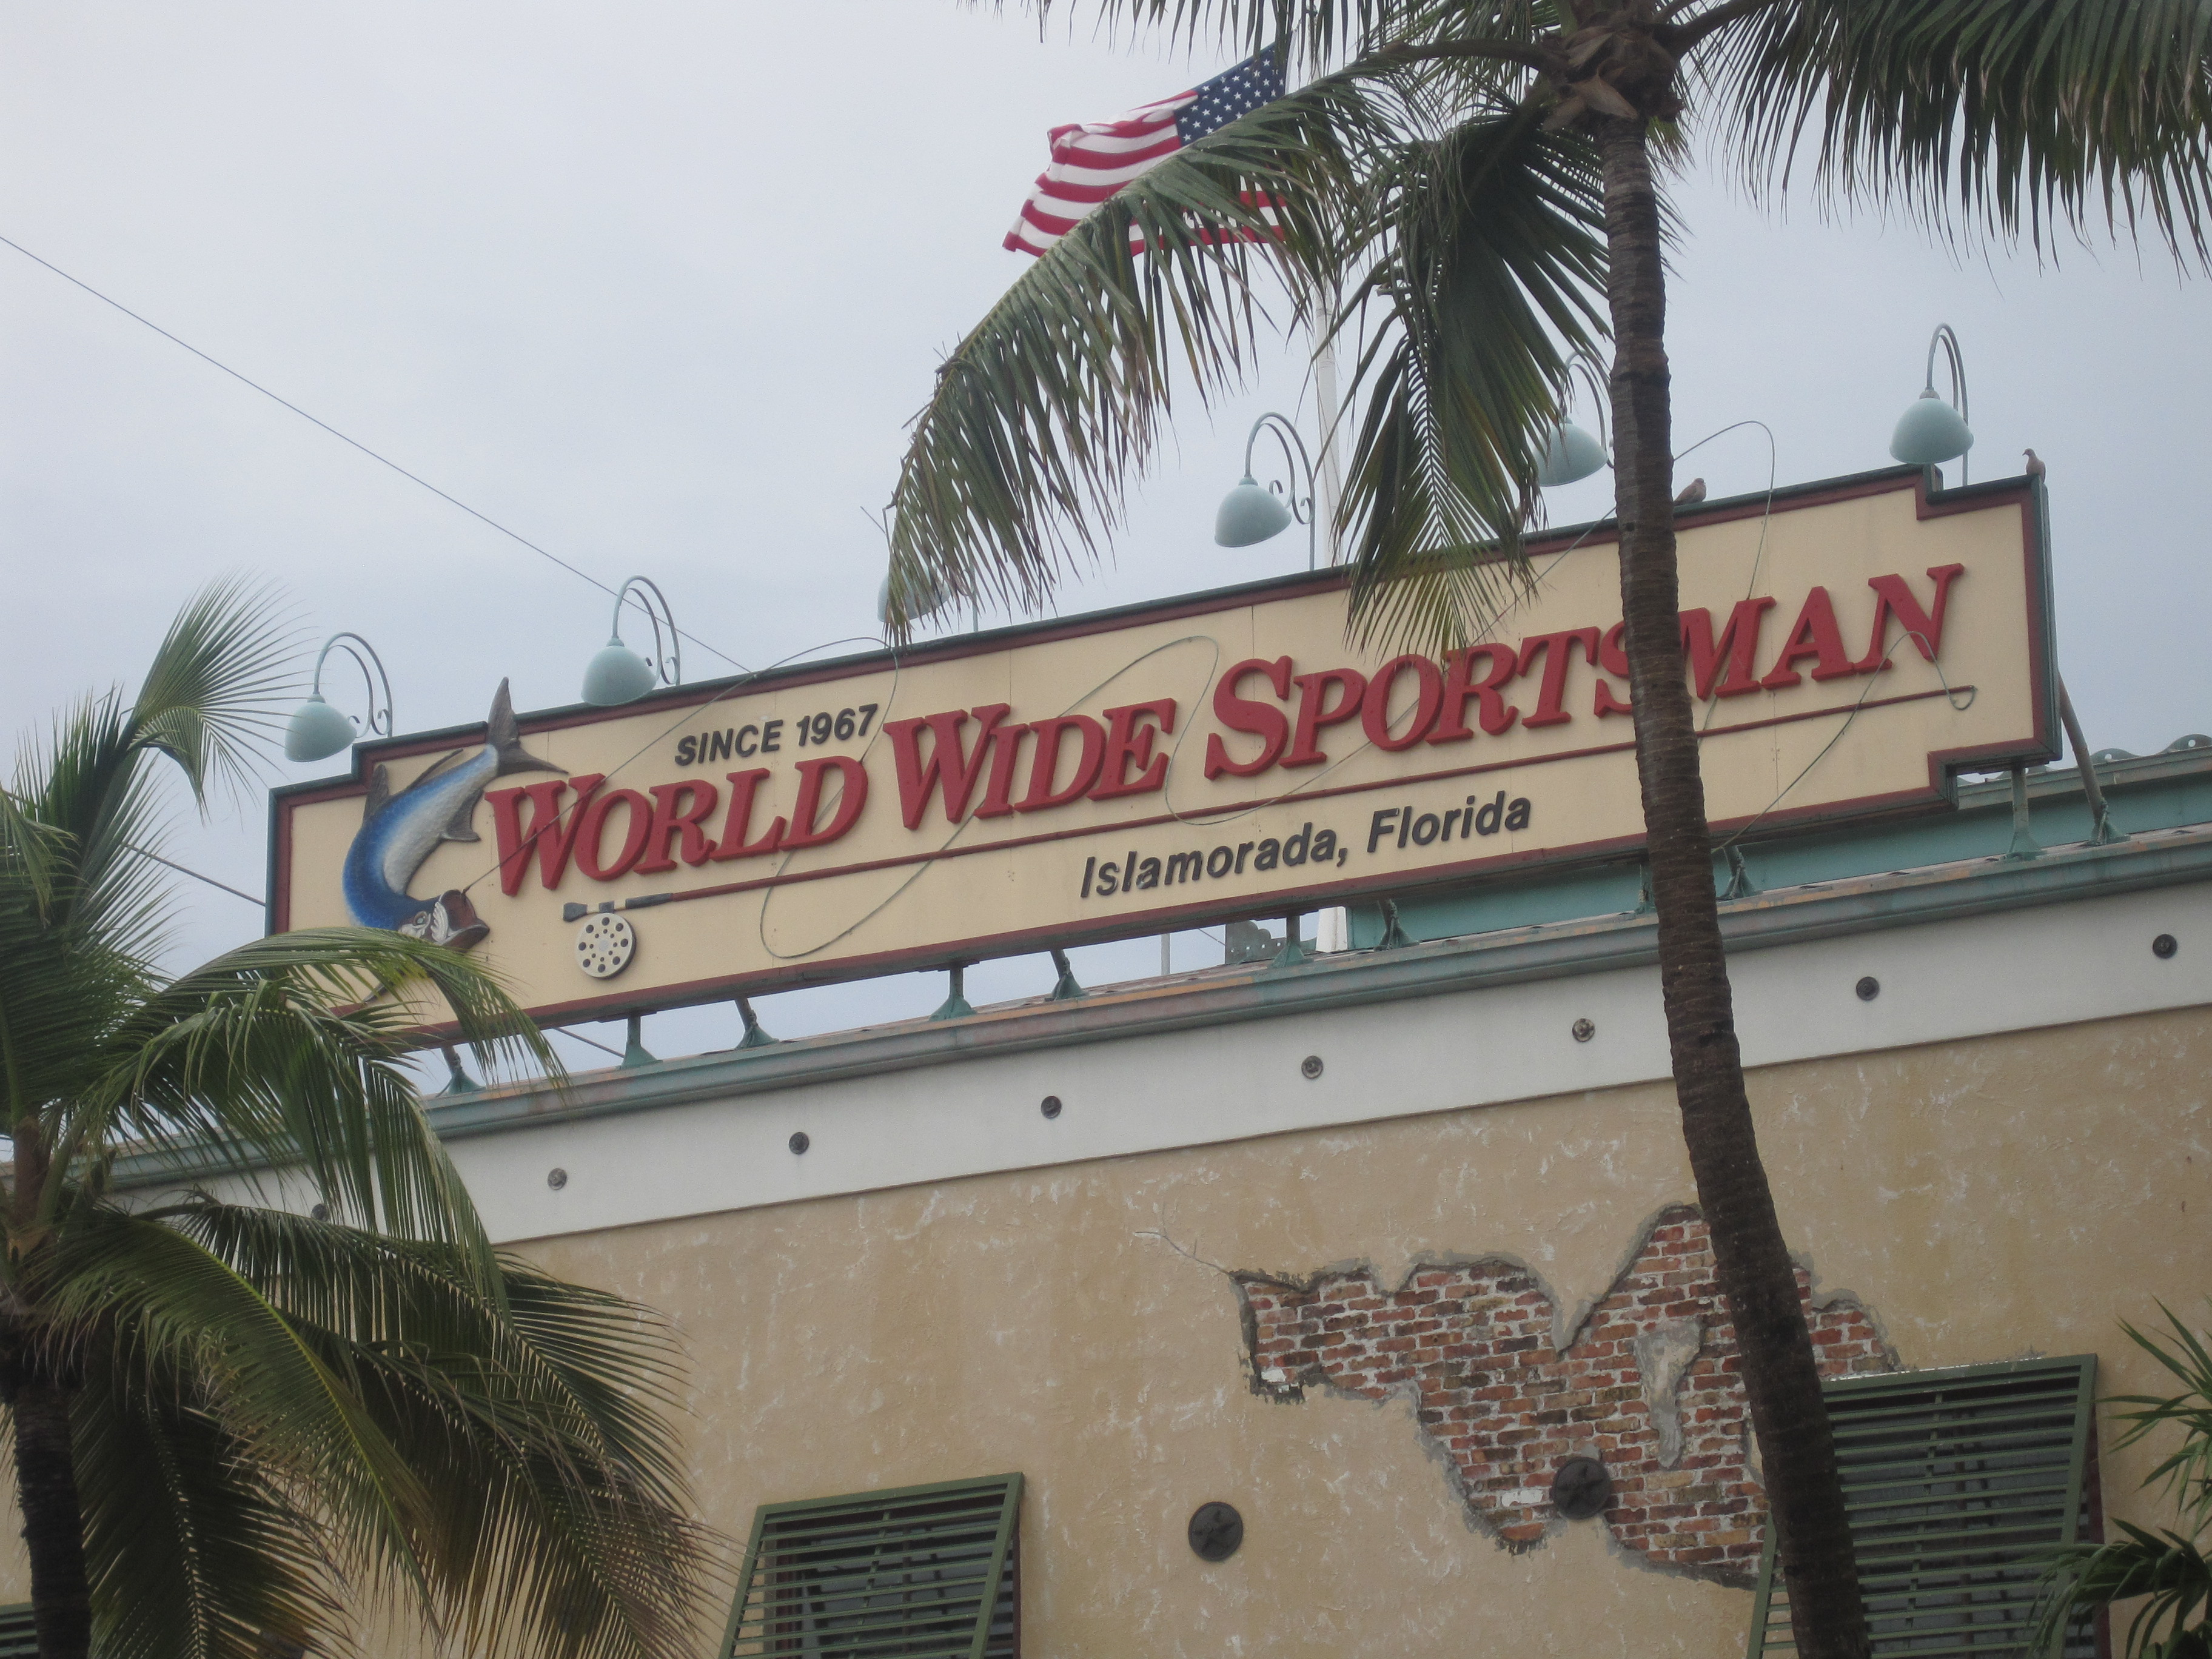 SINCE 1967
WORLD WIDE SPORTSMAN
Islamorada, Florida